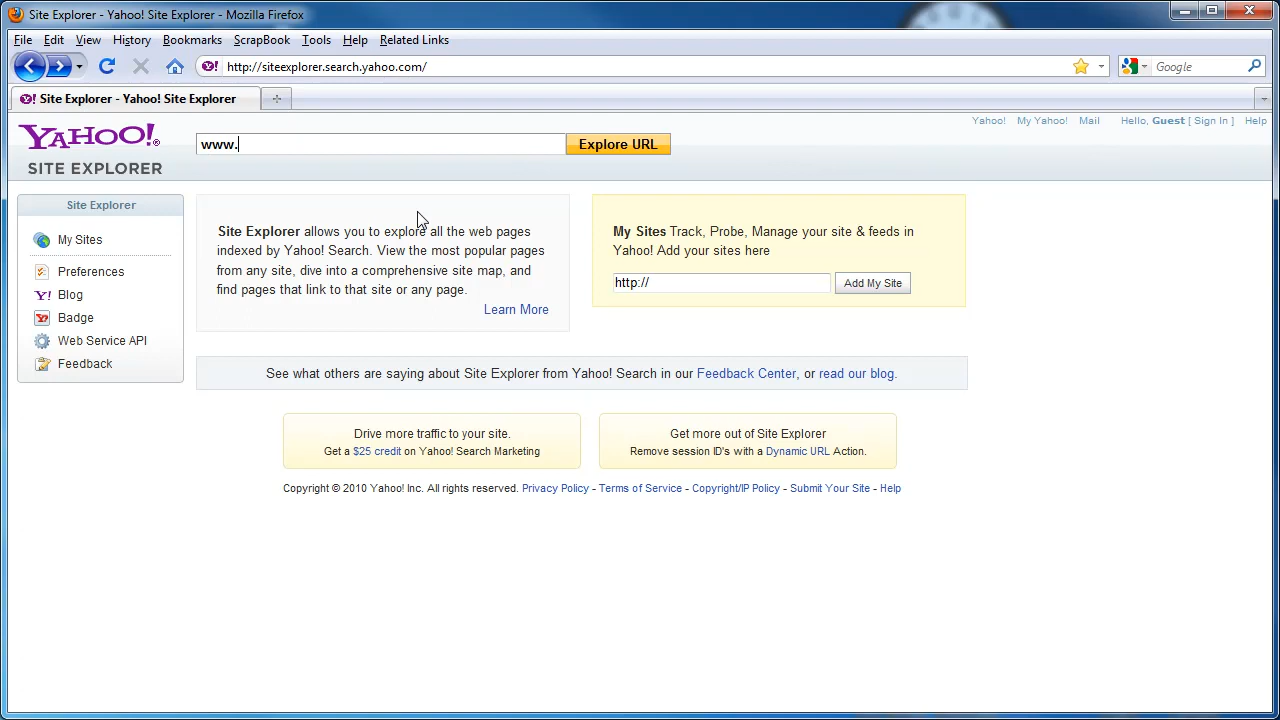 Site Explorer - Yahoo! Site Explorer - Mozilla Firefox
File Edit View History Bookmarks ScrapBook Tools Help Related Links
http://siteexplorer.search.yahoo.com/
Google
Y! Site Explorer - Yahoo! Site Explorer
Yahoo! My Yahoo! Mail Hello, Guest [ Sign In ] Help
YAHOO!®
SITE EXPLORER
www.
Explore URL
Site Explorer
My Sites
Preferences
Y! Blog
Badge
Web Service API
Feedback
Site Explorer allows you to explore all the web pages
indexed by Yahoo! Search. View the most popular pages
from any site, dive into a comprehensive site map, and
find pages that link to that site or any page.
Learn More
My Sites Track, Probe, Manage your site & feeds in
Yahoo! Add your sites here
http://
Add My Site
See what others are saying about Site Explorer from Yahoo! Search in our Feedback Center, or read our blog.
Drive more traffic to your site.
Get a $25 credit on Yahoo! Search Marketing
Get more out of Site Explorer
Remove session ID's with a Dynamic URL Action.
Copyright © 2010 Yahoo! Inc. All rights reserved. Privacy Policy - Terms of Service - Copyright/IP Policy - Submit Your Site - Help